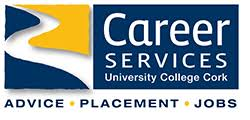 Career
SERVICES
University College Cork
ADVICE • PLACEMENT • JOBS